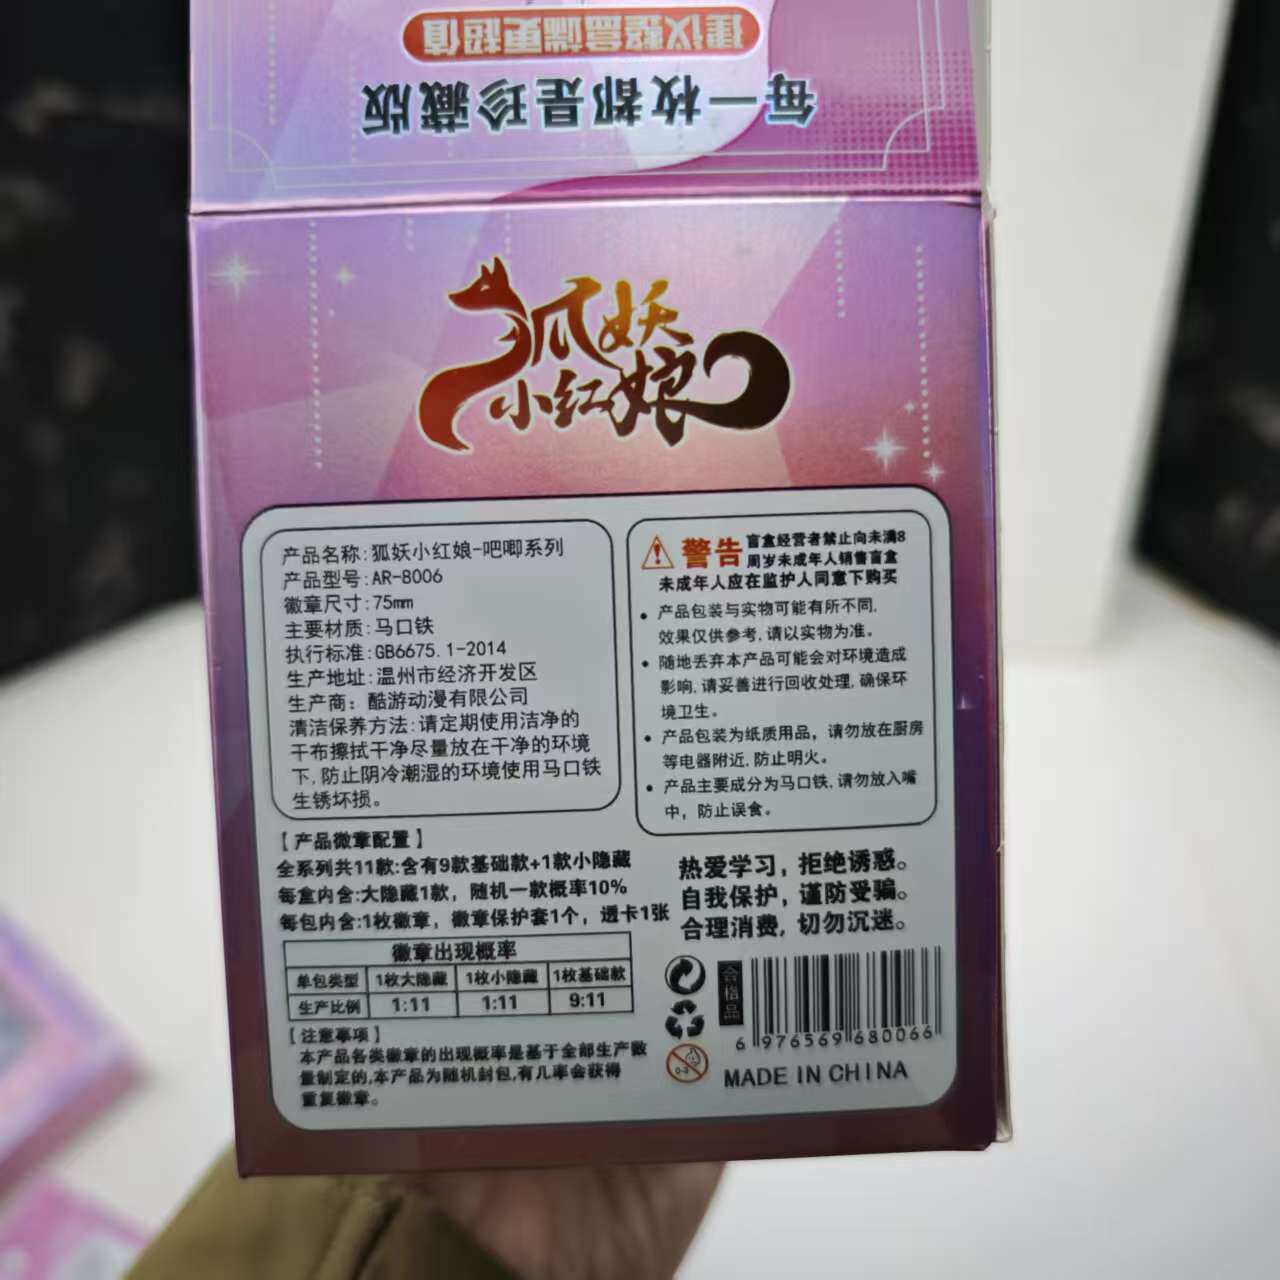 建议整盒端更超值
每一枚都是珍藏版
狐妖
小红娘
产品名称:狐妖小红娘-吧唧系列
产品型号:AR-8006
徽章尺寸:75mm
主要材质:马口铁
执行标准:GB6675.1-2014
生产地址:温州市经济开发区
生产商：酷游动漫有限公司
清洁保养方法:请定期使用洁净的
干布擦拭干净尽量放在干净的环境
下,防止阴冷潮湿的环境使用马口铁
生锈坏损。
警告
盲盒经营者禁止向未满8
周岁未成年人销售盲盒
未成年人应在监护人同意下购买
• 产品包装与实物可能有所不同,
效果仅供参考,请以实物为准。
• 随地丢弃本产品可能会对环境造成
影响,请妥善进行回收处理,确保环
境卫生。
• 产品包装为纸质用品，请勿放在厨房
等电器附近,防止明火。
• 产品主要成分为马口铁,请勿放入嘴
中，防止误食。
【产品徽章配置】
全系列共11款:含有9款基础款+1款小隐藏
每盒内含:大隐藏1款，随机一款概率10%
每包内含:1枚徽章，徽章保护套1个，透卡1张
徽章出现概率
单包类型 1枚大隐藏 1枚小隐藏 1枚基础款
生产比例 1:11 1:11 9:11
【注意事项】
本产品各类徽章的出现概率是基于全部生产数
量制定的,本产品为随机封包,有几率会获得
重复徽章。
热爱学习，拒绝诱惑。
自我保护，谨防受骗。
合理消费，切勿沉迷。
合格品
6 976569 680066
0-3
MADE IN CHINA